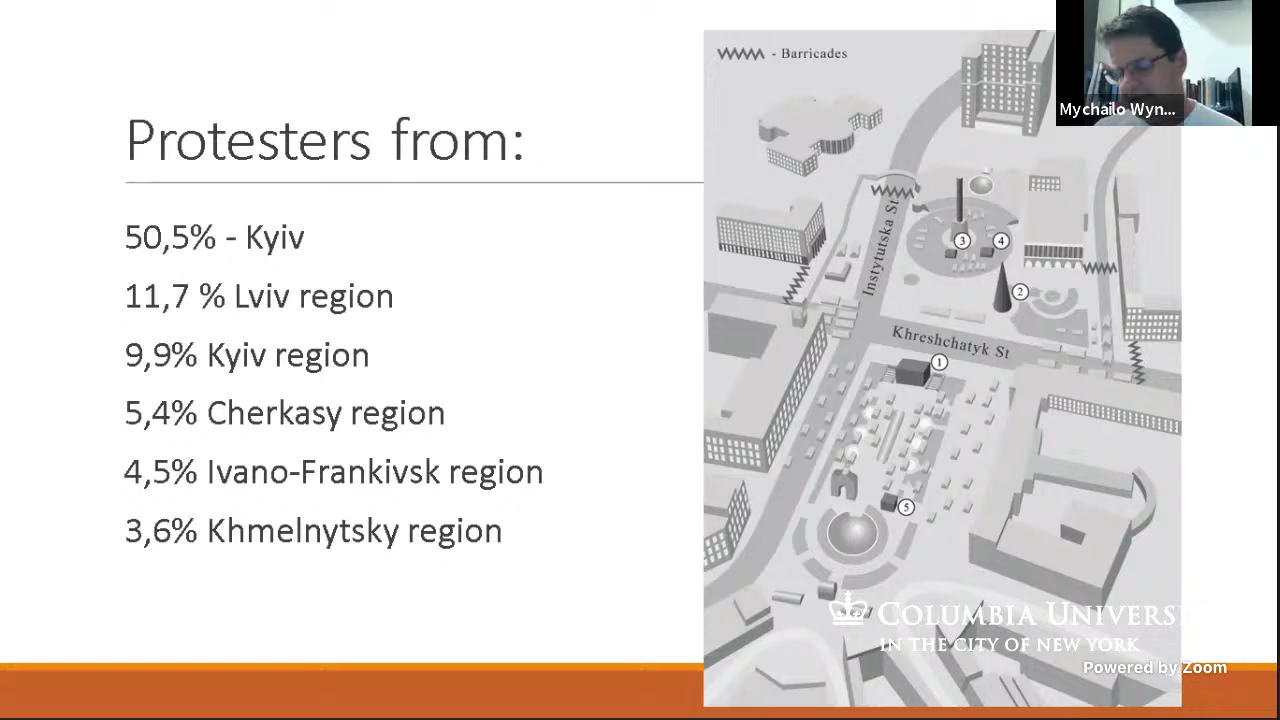 Protesters from:
50,5% - Kyiv
11,7 % Lviv region
9,9% Kyiv region
5,4% Cherkasy region
4,5% Ivano-Frankivsk region
3,6% Khmelnytsky region
- Barricades
Instytutska St
3
4
2
Khreshchatyk St
1
5
Mychailo Wyn...
COLUMBIA UNIVERS
IN THE CITY OF NEW YORK
Powered by Zoom